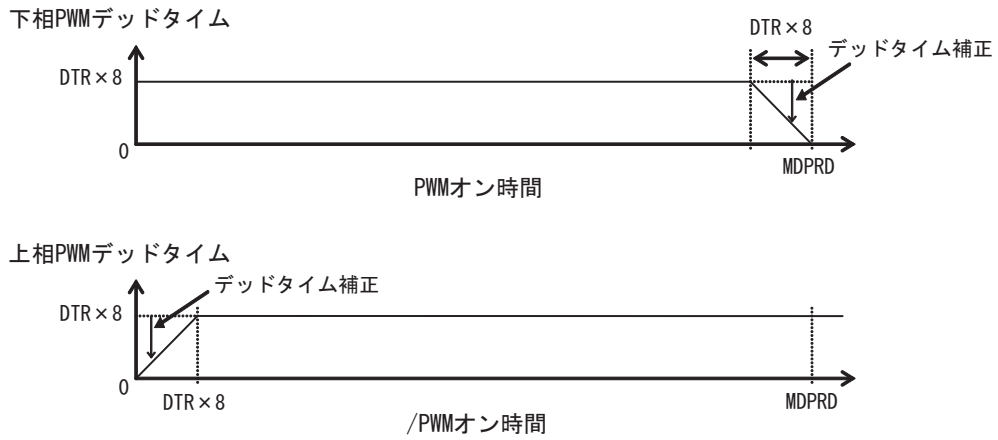 下相PWMデッドタイム
DTR×8
デッドタイム補正
DTR×8
0
MDPRD
PWMオン時間
上相PWMデッドタイム
デッドタイム補正
DTR×8
0
DTR×8
MDPRD
/PWMオン時間